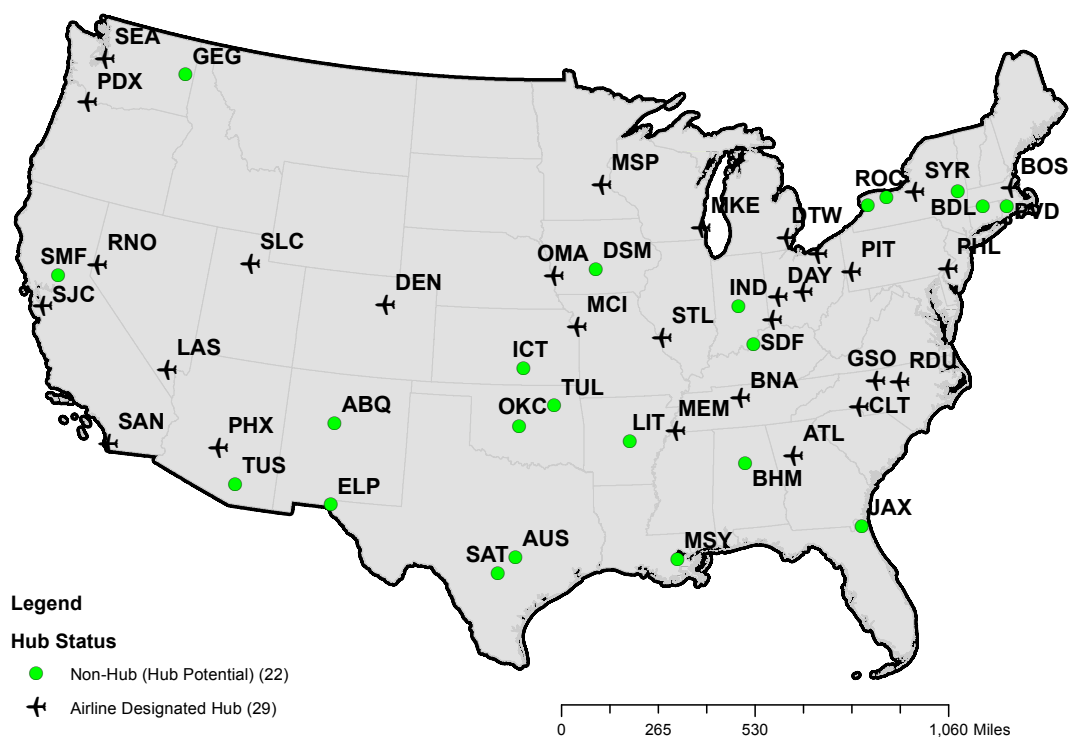 SEA
GEG
PDX
MSP
ROC
SYR
BOS
MKE
DTW
BDL
PVD
SMF
RNO
SLC
OMA
DSM
PIT
PHL
SJC
DEN
IND
DAY
MCI
STL
LAS
ICT
SDF
GSO
RDU
TUL
BNA
ABQ
OKC
MEM
CLT
SAN
PHX
LIT
ATL
TUS
BHM
ELP
JAX
SAT
AUS
MSY
Legend
Hub Status
Non-Hub (Hub Potential) (22)
Airline Designated Hub (29)
0 265 530 1,060 Miles